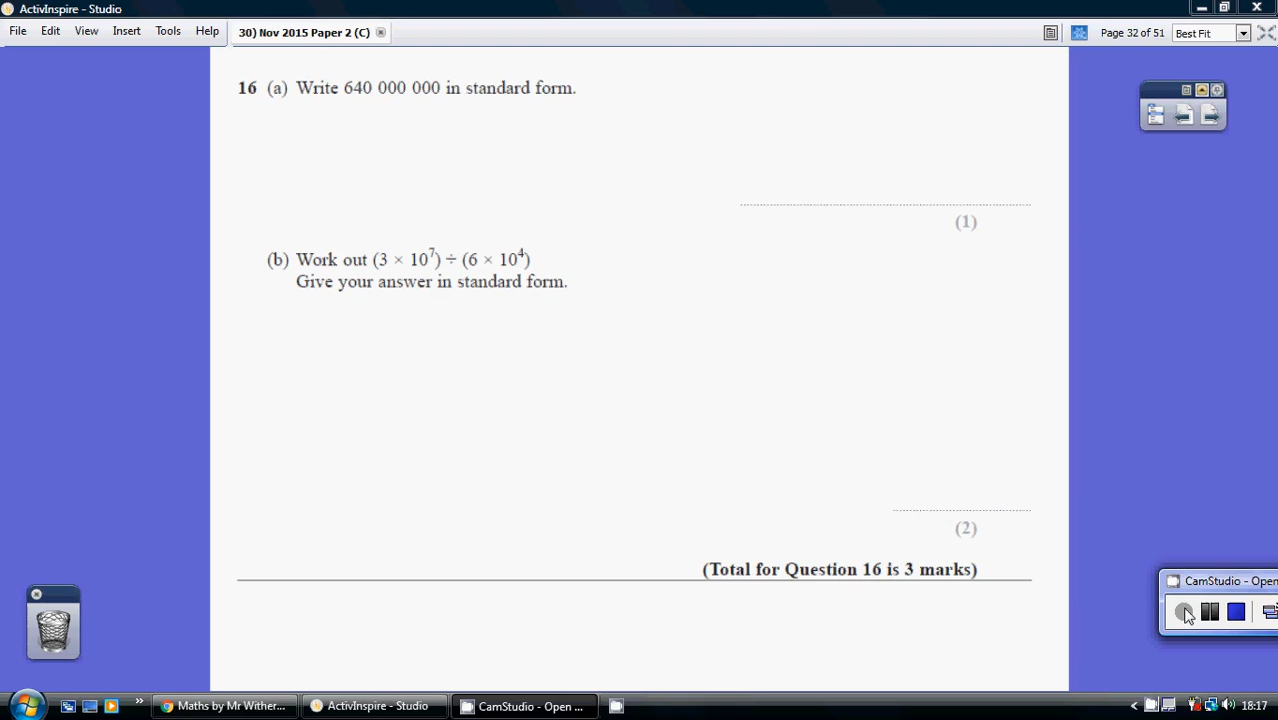 ActivInspire - Studio
File Edit View Insert Tools Help
30) Nov 2015 Paper 2 (C)
Page 32 of 51
Best Fit
16 (a) Write 640 000 000 in standard form.
(1)
(b) Work out (3 × 10⁷) ÷ (6 × 10⁴)
Give your answer in standard form.
(2)
(Total for Question 16 is 3 marks)
CamStudio - Open
Maths by Mr Wither...
ActivInspire - Studio
CamStudio - Open ...
18:17